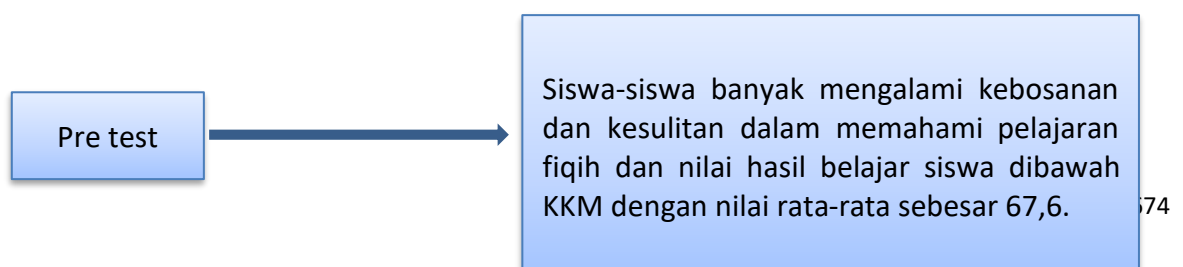 Pre test
Siswa-siswa banyak mengalami kebosanan
dan kesulitan dalam memahami pelajaran
fiqih dan nilai hasil belajar siswa dibawah
KKM dengan nilai rata-rata sebesar 67,6.